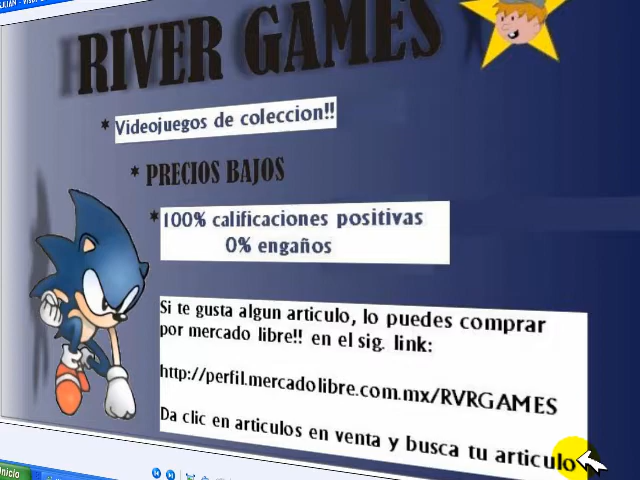 RIVER GAMES
* Videojuegos de coleccion!!
* PRECIOS BAJOS
* 100% calificaciones positivas
0% engaños
Si te gusta algun articulo, lo puedes comprar
por mercado libre!! en el sig. link:
http://perfil.mercadolibre.com.mx/RVRGAMES
Da clic en articulos en venta y busca tu articulo
Inicio